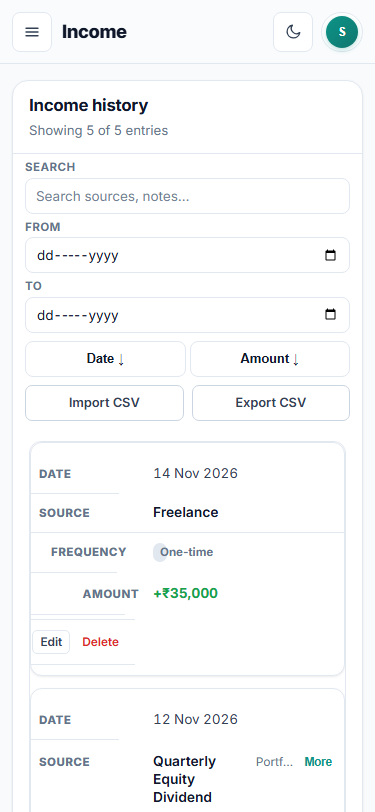 Income
S
Income history
Showing 5 of 5 entries
SEARCH
Search sources, notes...
FROM
dd-----yyyy
TO
dd-----yyyy
Date ↓ Amount ↓
Import CSV Export CSV
DATE 14 Nov 2026
SOURCE Freelance
FREQUENCY One-time
AMOUNT +₹35,000
Edit Delete
DATE 12 Nov 2026
SOURCE Quarterly Portf... More
Equity
Dividend